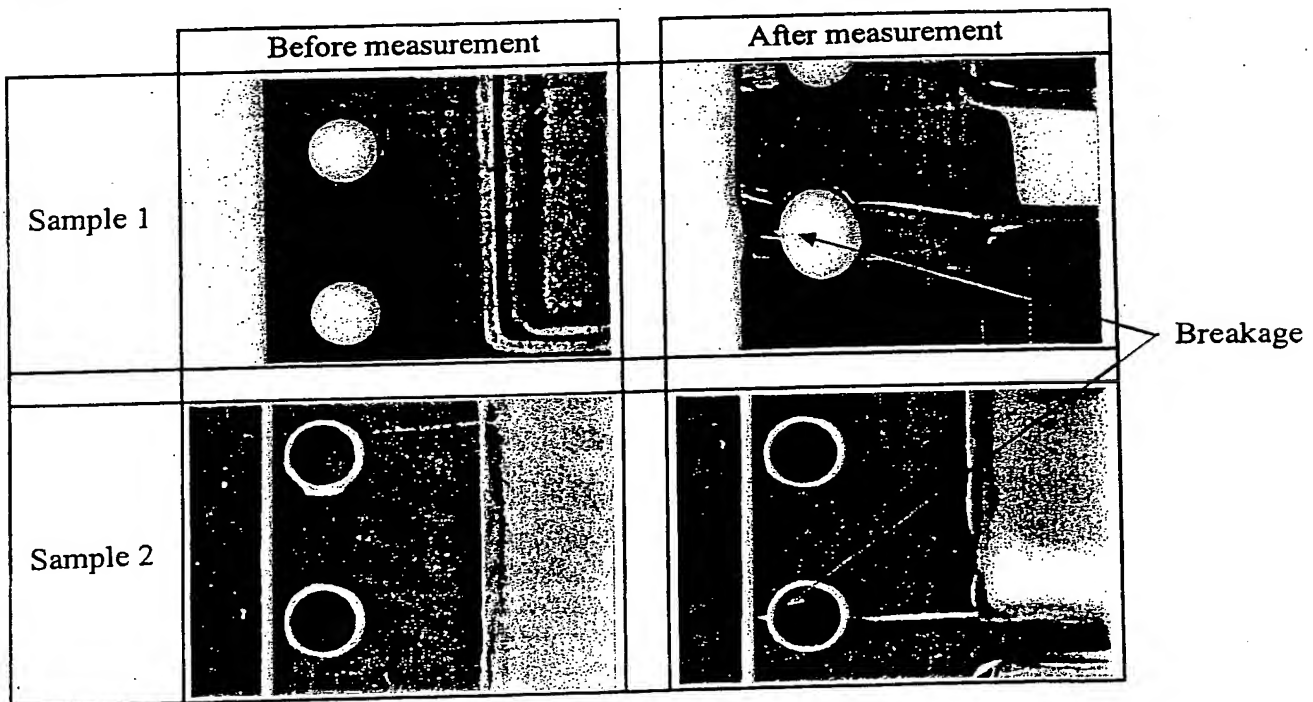 Before measurement
After measurement
Sample 1
Breakage
Sample 2